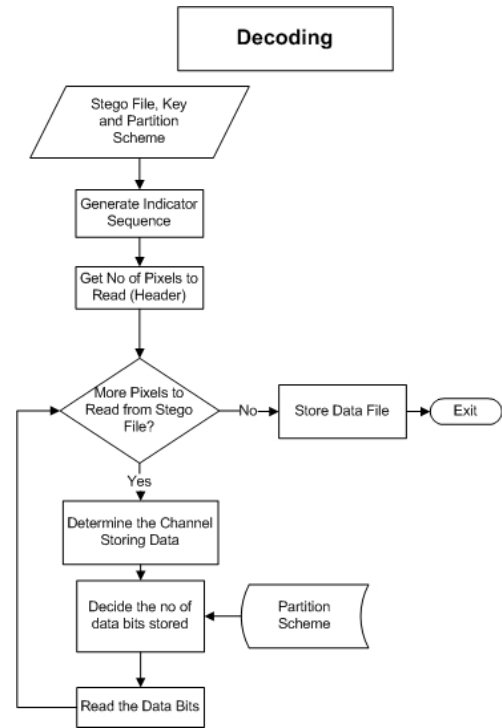 Decoding
Stego File, Key
and Partition
Scheme
Generate Indicator
Sequence
Get No of Pixels to
Read (Header)
More Pixels to
Read from Stego
File?
No
Store Data File
Exit
Yes
Determine the Channel
Storing Data
Decide the no of
data bits stored
Partition
Scheme
Read the Data Bits